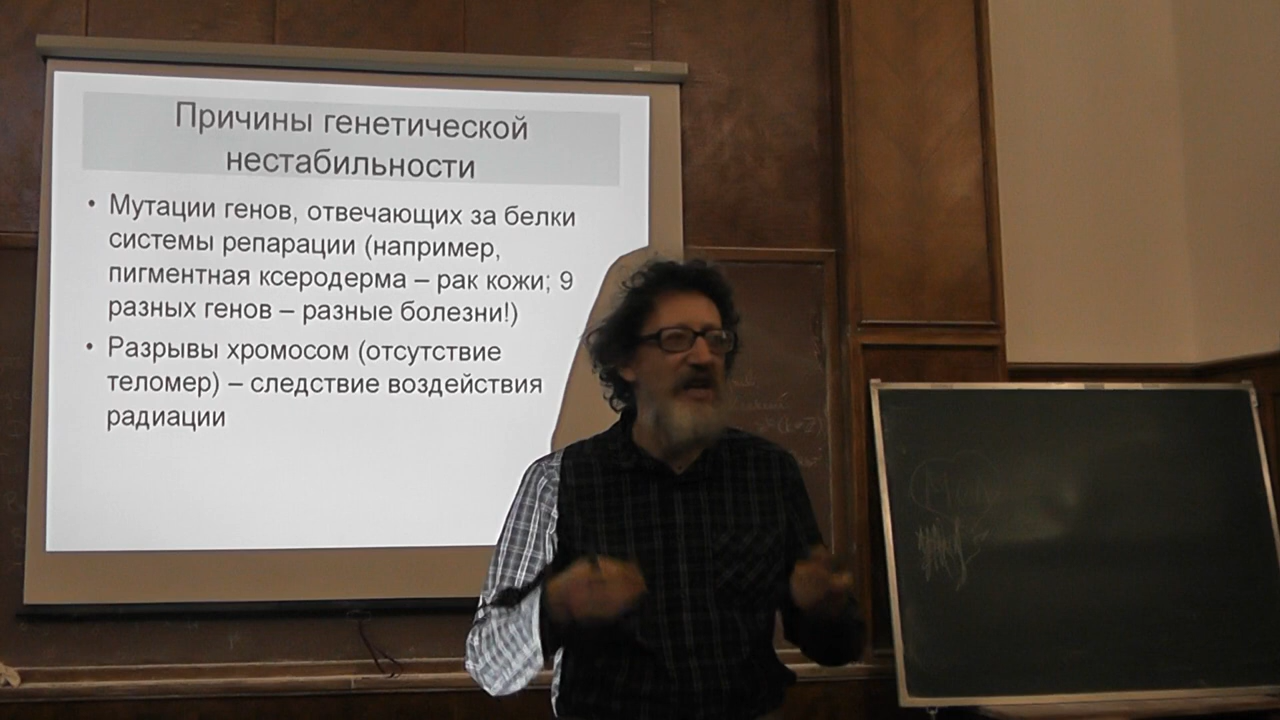 Причины генетической
нестабильности
• Мутации генов, отвечающих за белки
системы репарации (например,
пигментная ксеродерма – рак кожи; 9
разных генов – разные болезни!)
• Разрывы хромосом (отсутствие
теломер) – следствие воздействия
радиации